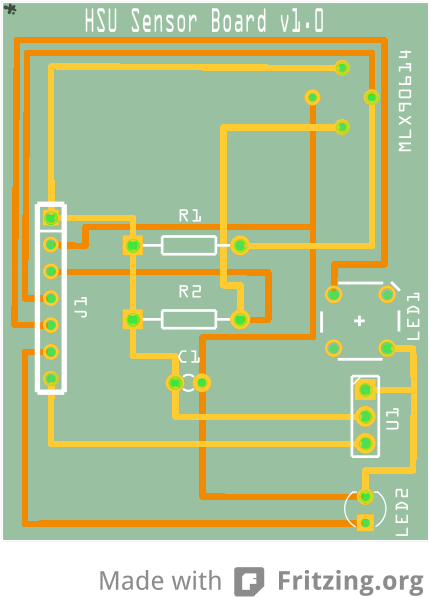 HSU Sensor Board v1.0
MLX90614
R1
R2
J1
LED1
C1
U1
LED2
Made with Fritzing.org